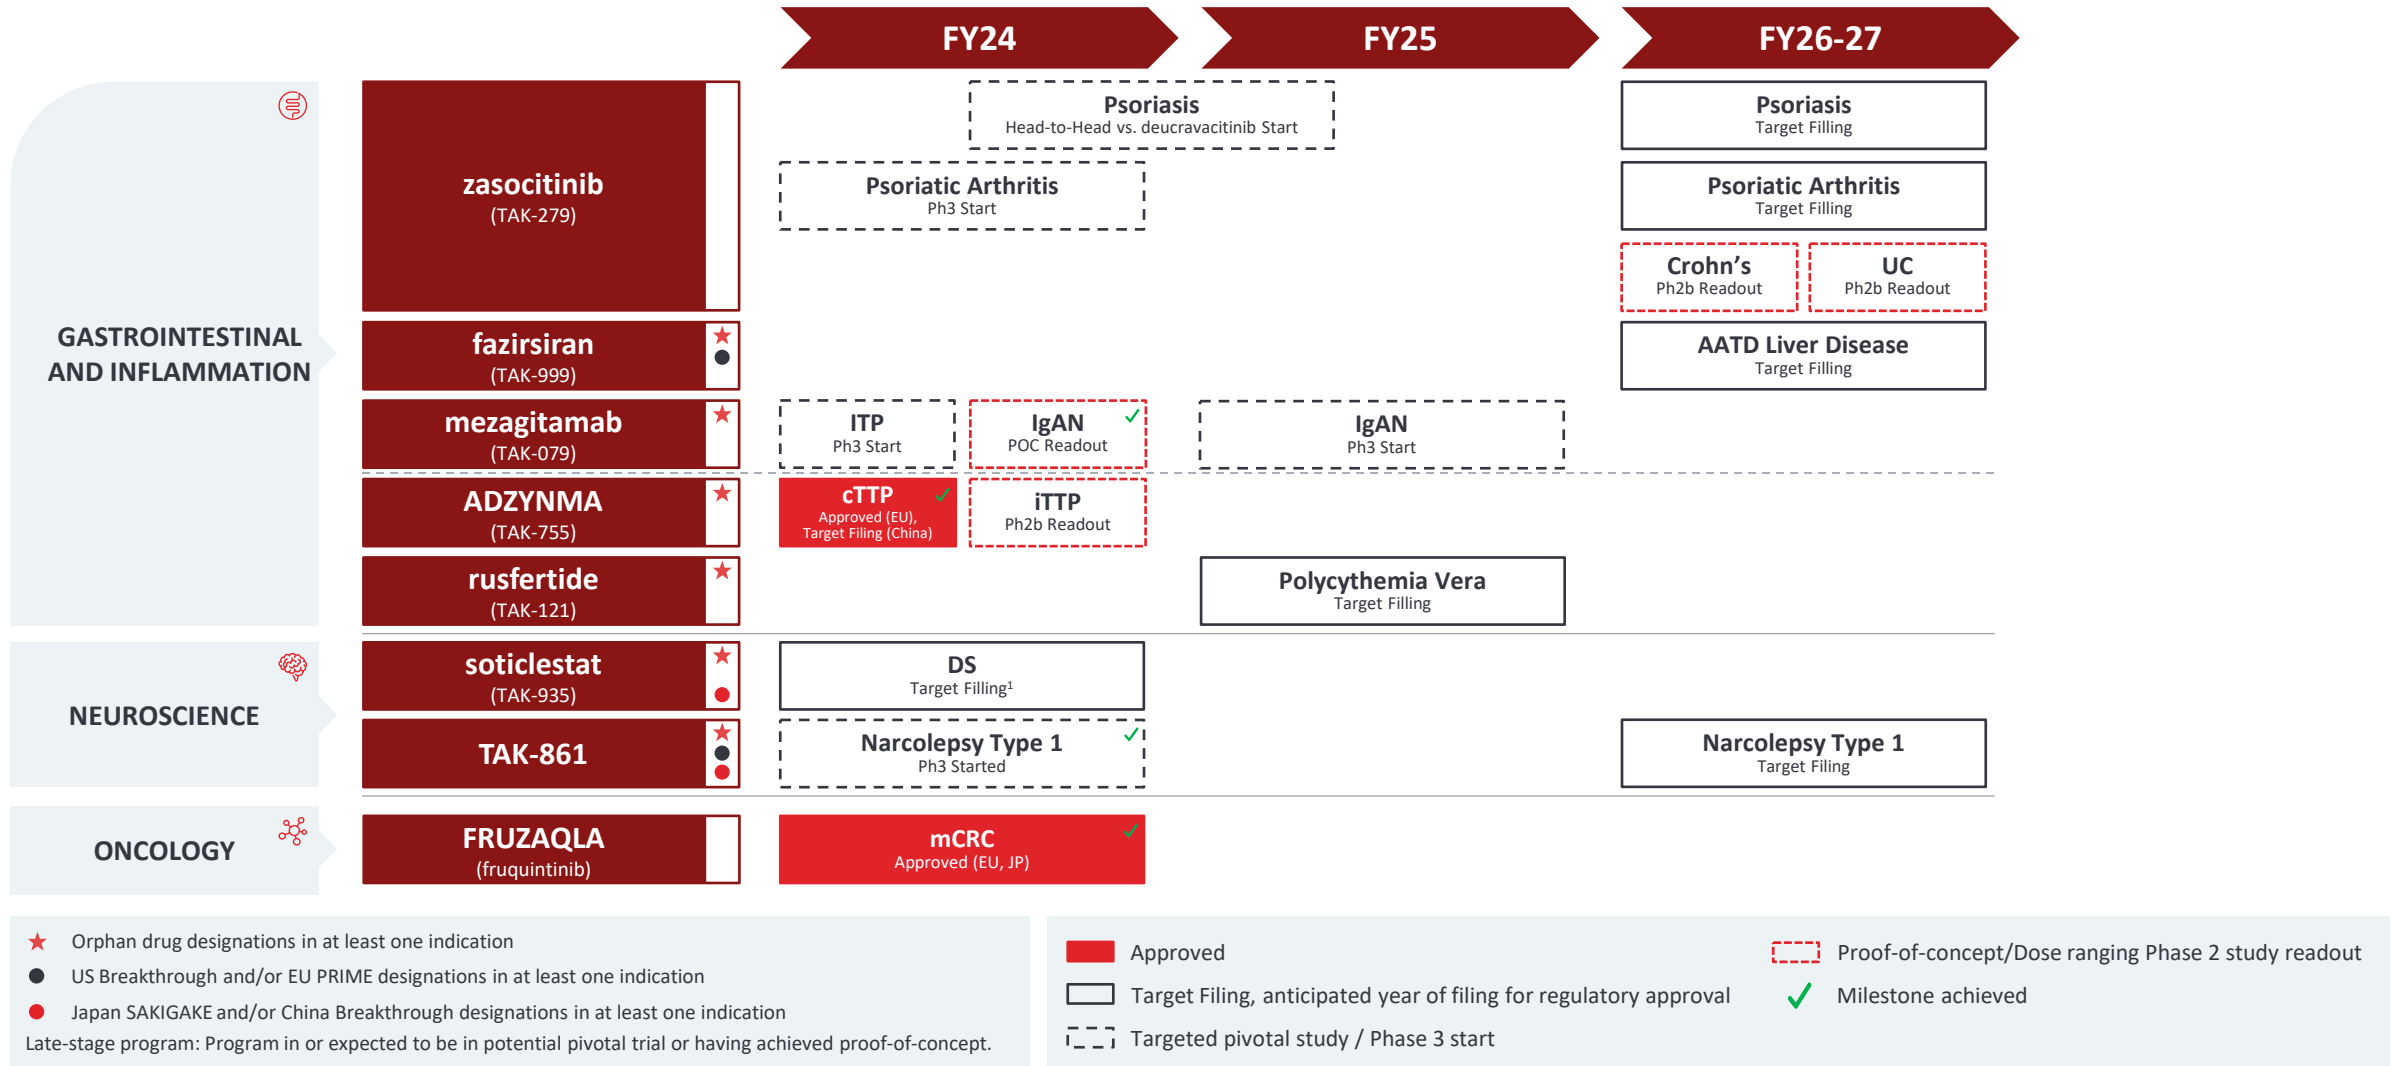 FY24
FY25
FY26-27
GASTROINTESTINAL
AND INFLAMMATION
zasocitinib
(TAK-279)
Psoriasis
Head-to-Head vs. deucravacitinib Start
Psoriasis
Target Filling
Psoriatic Arthritis
Ph3 Start
Psoriatic Arthritis
Target Filling
Crohn’s
Ph2b Readout
UC
Ph2b Readout
fazirsiran
(TAK-999)
AATD Liver Disease
Target Filling
mezagitamab
(TAK-079)
ITP
Ph3 Start
IgAN
POC Readout
IgAN
Ph3 Start
ADZYNMA
(TAK-755)
cTTP
Approved (EU),
Target Filing (China)
iTTP
Ph2b Readout
rusfertide
(TAK-121)
Polycythemia Vera
Target Filling
NEUROSCIENCE
soticlestat
(TAK-935)
DS
Target Filling¹
TAK-861
Narcolepsy Type 1
Ph3 Started
Narcolepsy Type 1
Target Filing
ONCOLOGY
FRUZAQLA
(fruquintinib)
mCRC
Approved (EU, JP)
Orphan drug designations in at least one indication
US Breakthrough and/or EU PRIME designations in at least one indication
Japan SAKIGAKE and/or China Breakthrough designations in at least one indication
Late-stage program: Program in or expected to be in potential pivotal trial or having achieved proof-of-concept.
Approved
Target Filing, anticipated year of filing for regulatory approval
Targeted pivotal study / Phase 3 start
Proof-of-concept/Dose ranging Phase 2 study readout
Milestone achieved